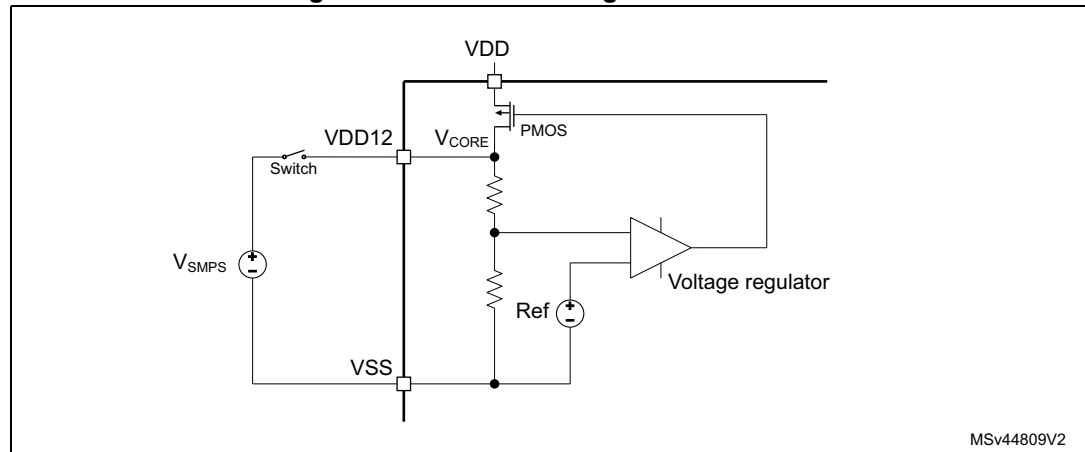 VDD
PMOS
VDD12
VCORE
Switch
VSMPS
+
-
Voltage regulator
Ref
+
-
VSS
MSv44809V2